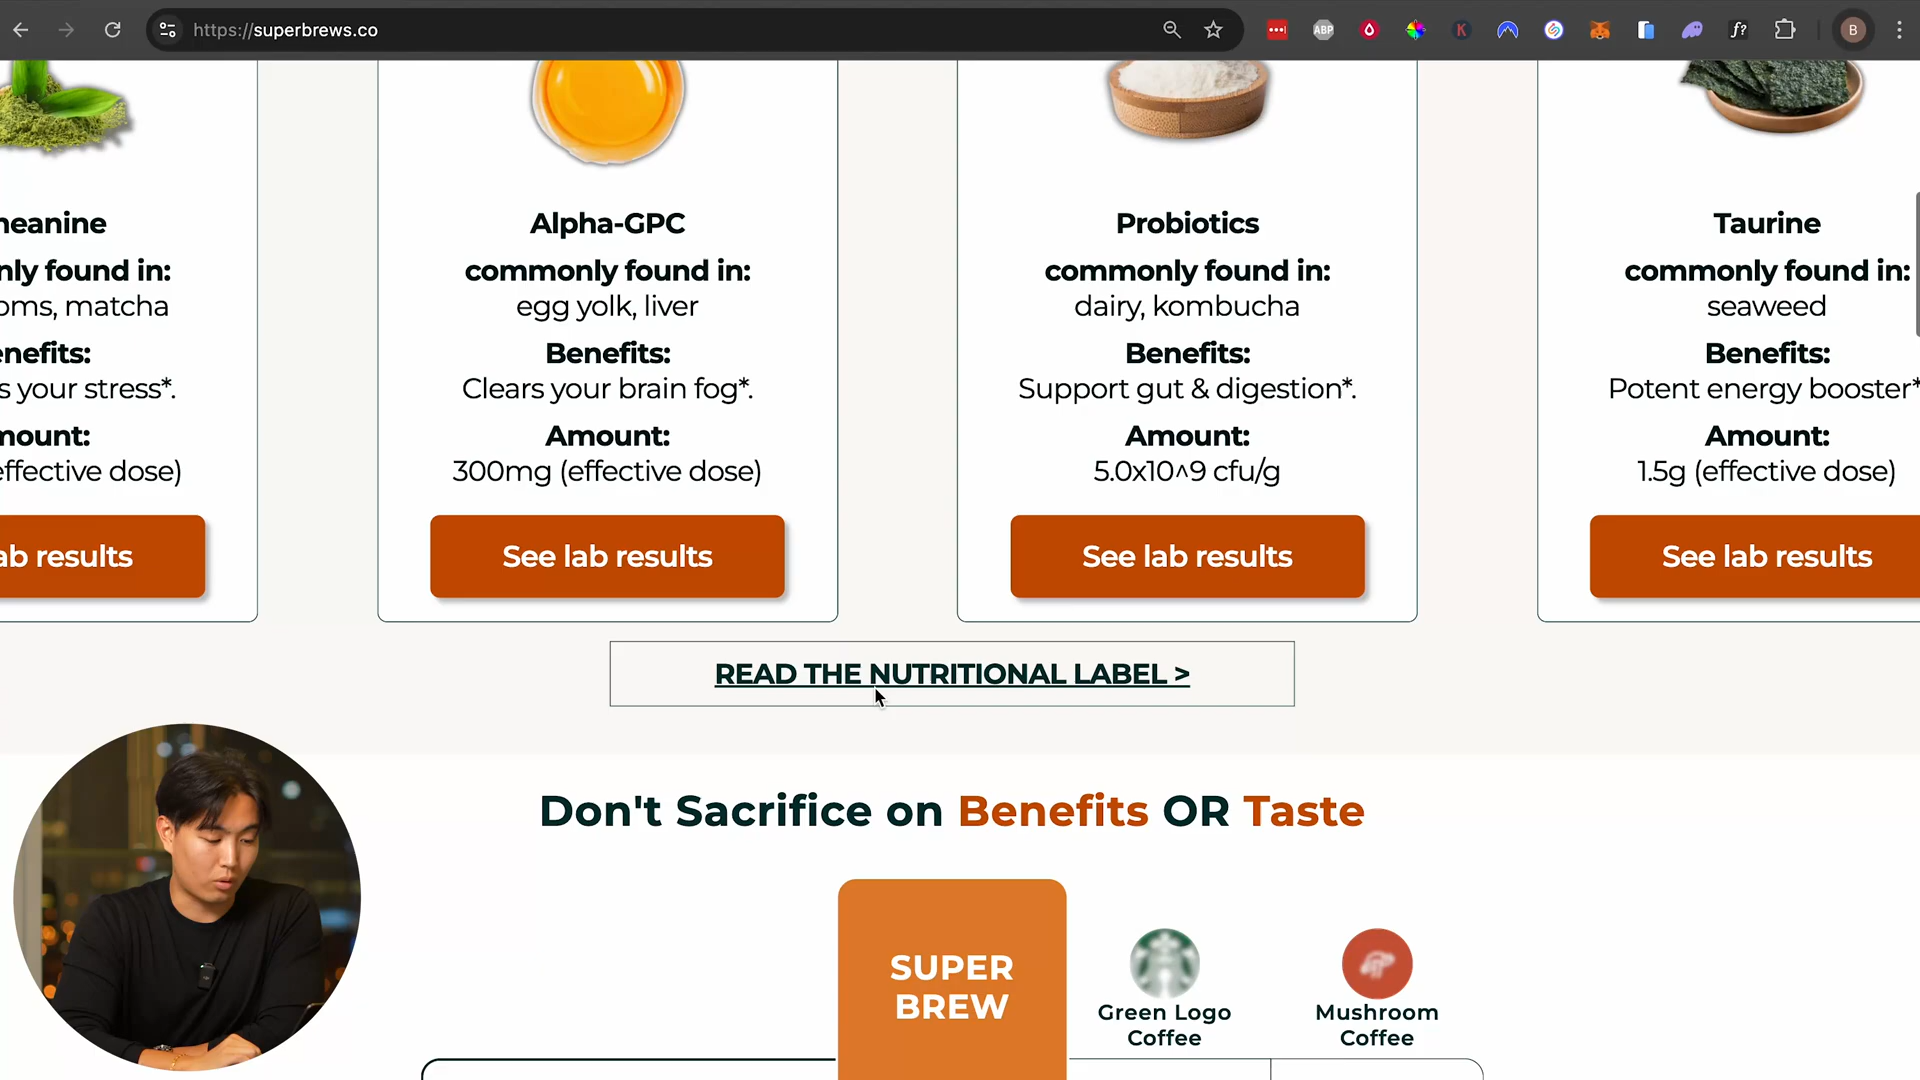 https://superbrews.co
ABP
K
f?
B
heanine
nly found in:
oms, matcha
enefits:
s your stress*.
mount:
effective dose)
ab results
Alpha-GPC
commonly found in:
egg yolk, liver
Benefits:
Clears your brain fog*.
Amount:
300mg (effective dose)
See lab results
Probiotics
commonly found in:
dairy, kombucha
Benefits:
Support gut & digestion*.
Amount:
5.0x10^9 cfu/g
See lab results
Taurine
commonly found in:
seaweed
Benefits:
Potent energy booster*
Amount:
1.5g (effective dose)
See lab results
READ THE NUTRITIONAL LABEL >
Don't Sacrifice on Benefits OR Taste
SUPER
BREW
Green Logo
Coffee
Mushroom
Coffee